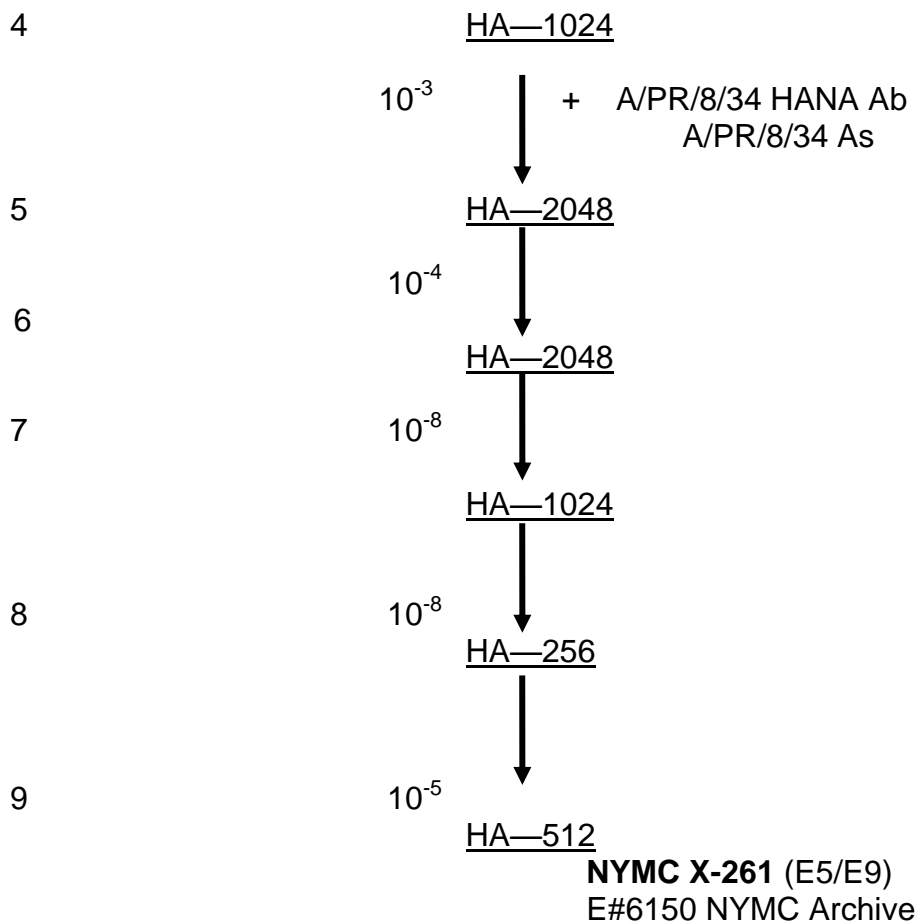 4 HA—1024
10⁻³ + A/PR/8/34 HANA Ab
A/PR/8/34 As
5 HA—2048
10⁻⁴
6
HA—2048
7 10⁻⁸
HA—1024
8 10⁻⁸
HA—256
9 10⁻⁵
HA—512
NYMC X-261 (E5/E9)
E#6150 NYMC Archive